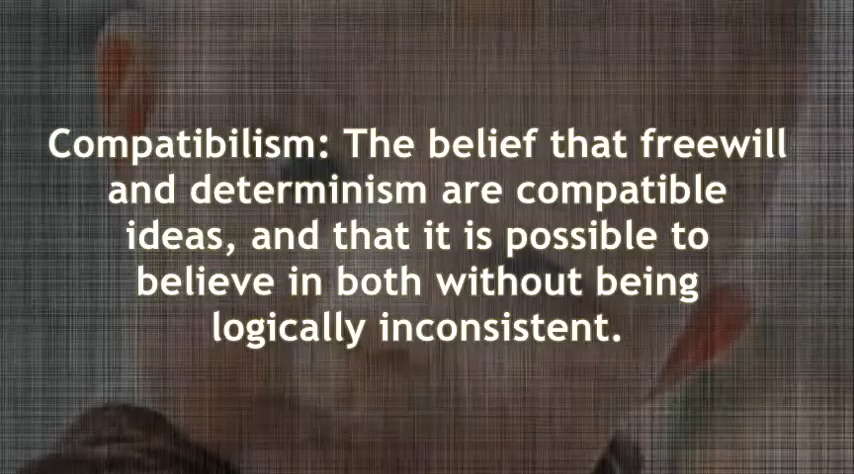 Compatibilism: The belief that freewill
and determinism are compatible
ideas, and that it is possible to
believe in both without being
logically inconsistent.